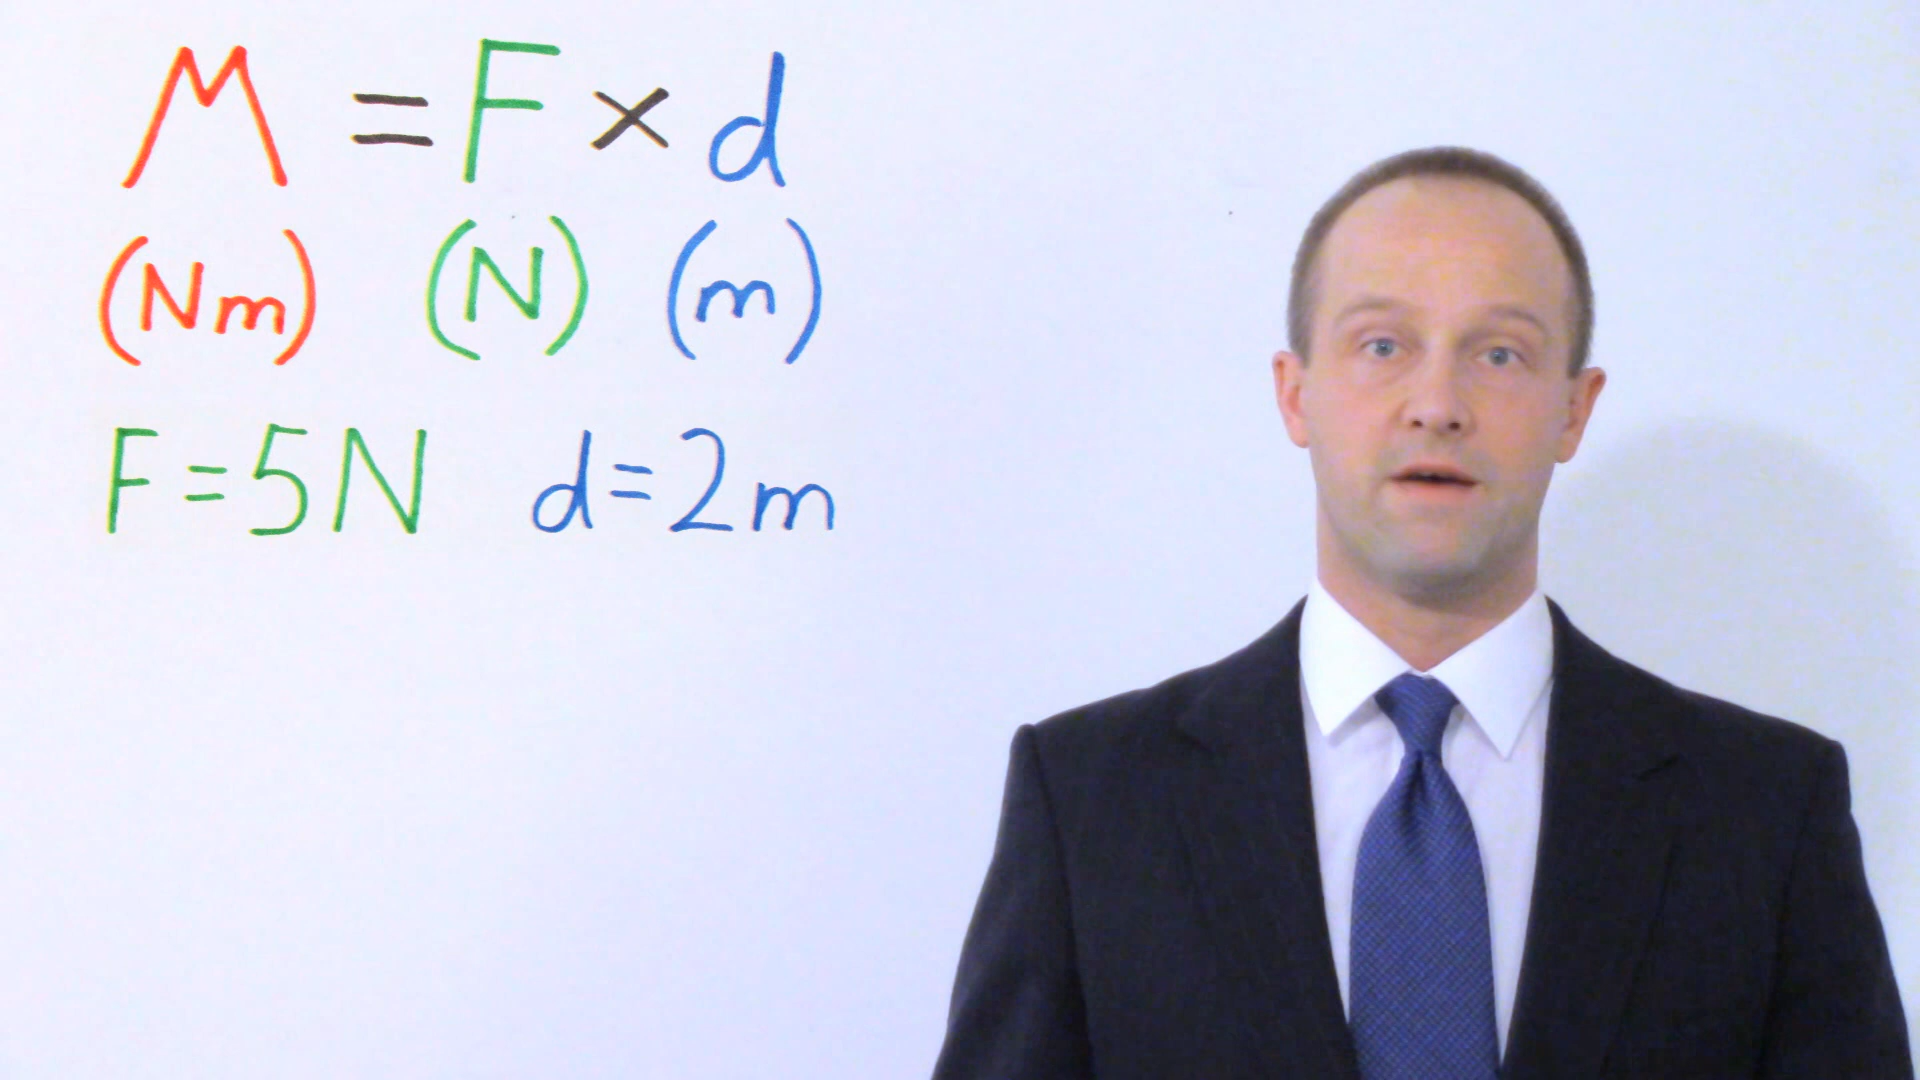 M = F × d
(Nm) (N) (m)
F = 5N d = 2m